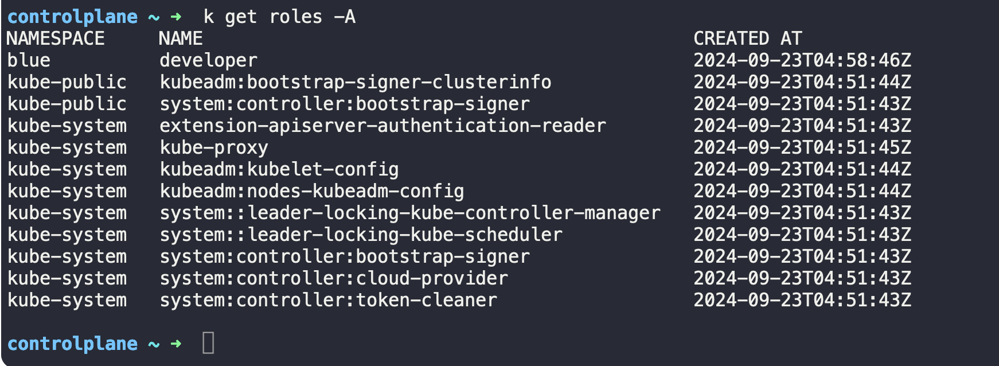 controlplane ~ ➜  k get roles -A
NAMESPACE     NAME                                             CREATED AT
blue          developer                                        2024-09-23T04:58:46Z
kube-public   kubeadm:bootstrap-signer-clusterinfo             2024-09-23T04:51:44Z
kube-public   system:controller:bootstrap-signer               2024-09-23T04:51:43Z
kube-system   extension-apiserver-authentication-reader        2024-09-23T04:51:43Z
kube-system   kube-proxy                                       2024-09-23T04:51:45Z
kube-system   kubeadm:kubelet-config                           2024-09-23T04:51:44Z
kube-system   kubeadm:nodes-kubeadm-config                     2024-09-23T04:51:44Z
kube-system   system::leader-locking-kube-controller-manager   2024-09-23T04:51:43Z
kube-system   system::leader-locking-kube-scheduler            2024-09-23T04:51:43Z
kube-system   system:controller:bootstrap-signer               2024-09-23T04:51:43Z
kube-system   system:controller:cloud-provider                 2024-09-23T04:51:43Z
kube-system   system:controller:token-cleaner                  2024-09-23T04:51:43Z
controlplane ~ ➜